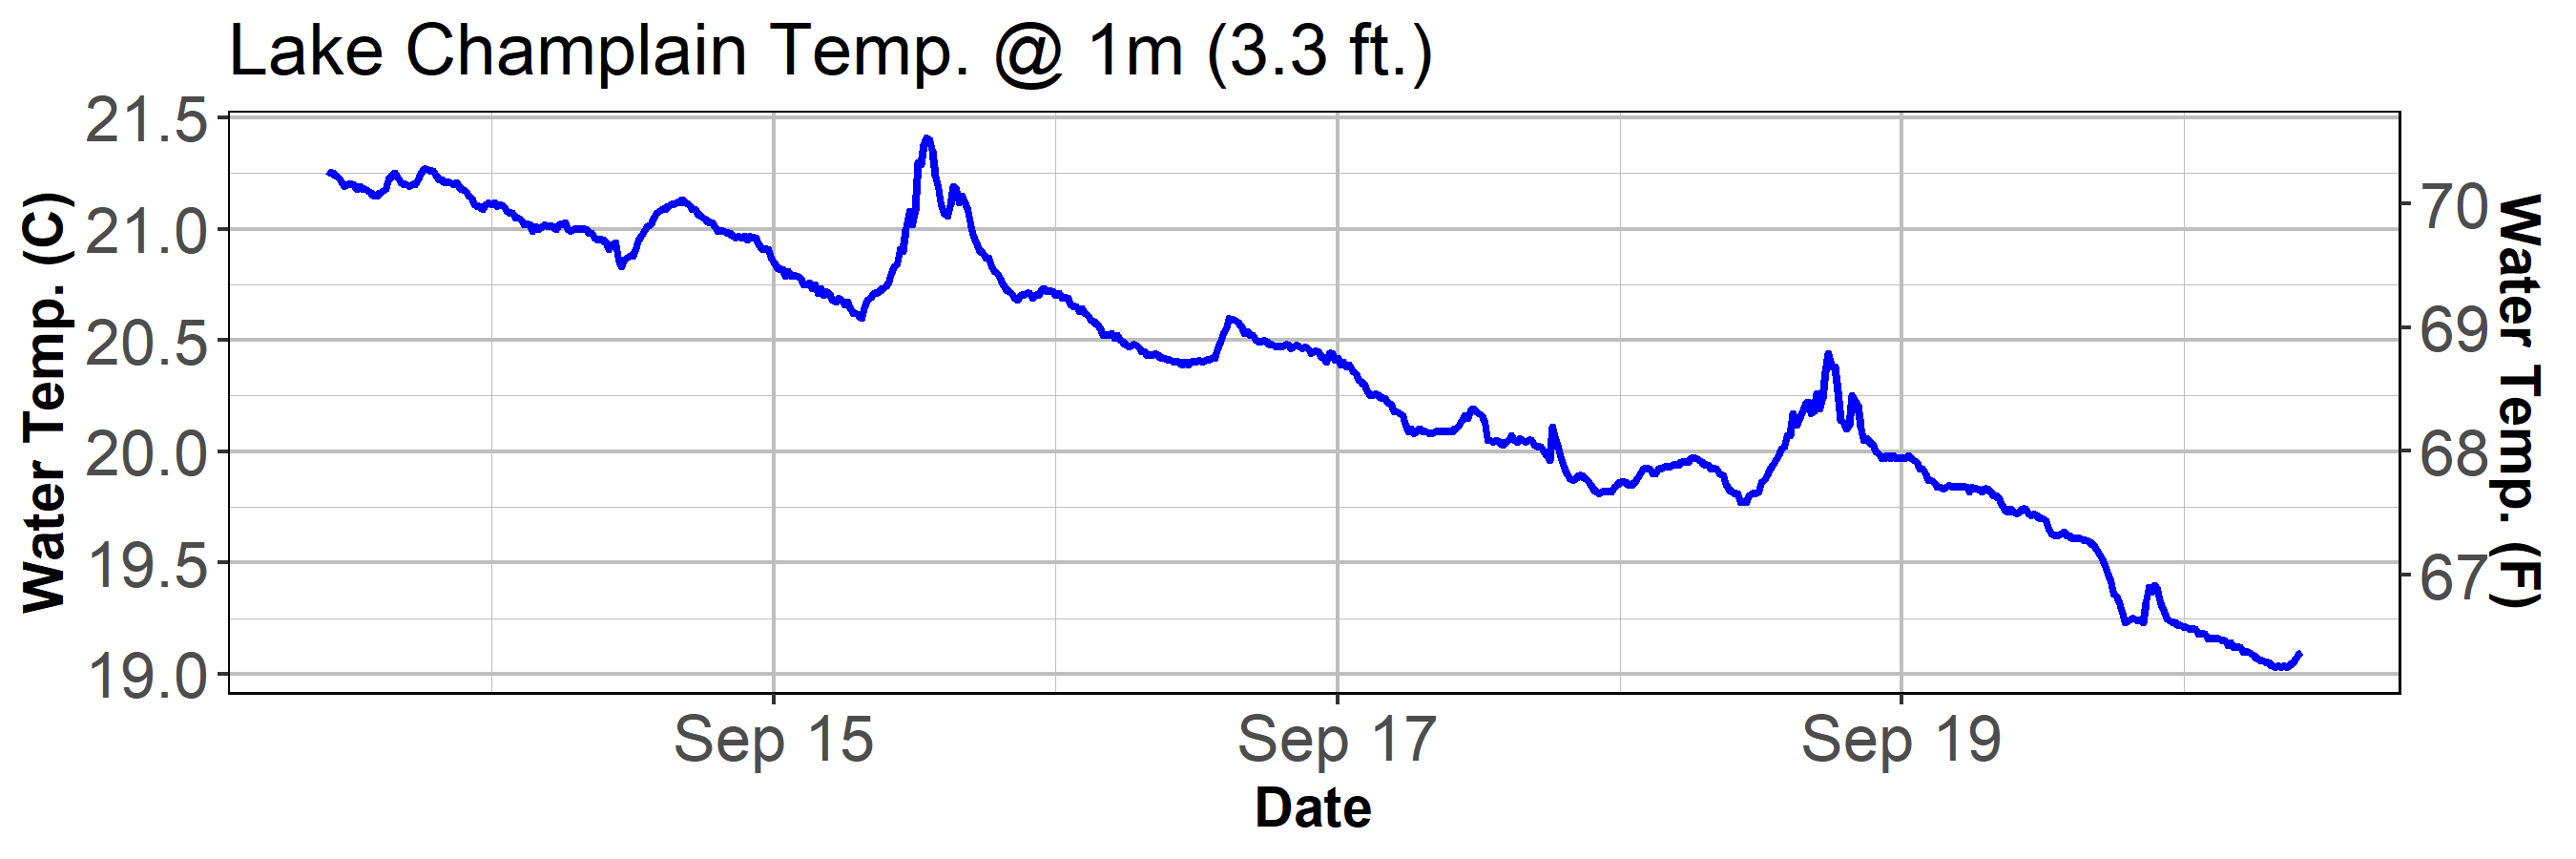 Lake Champlain Temp. @ 1m (3.3 ft.)
Water Temp. (C)
21.5
21.0
20.5
20.0
19.5
19.0
70
69
68
67
Water Temp. (F)
Sep 15
Sep 17
Sep 19
Date